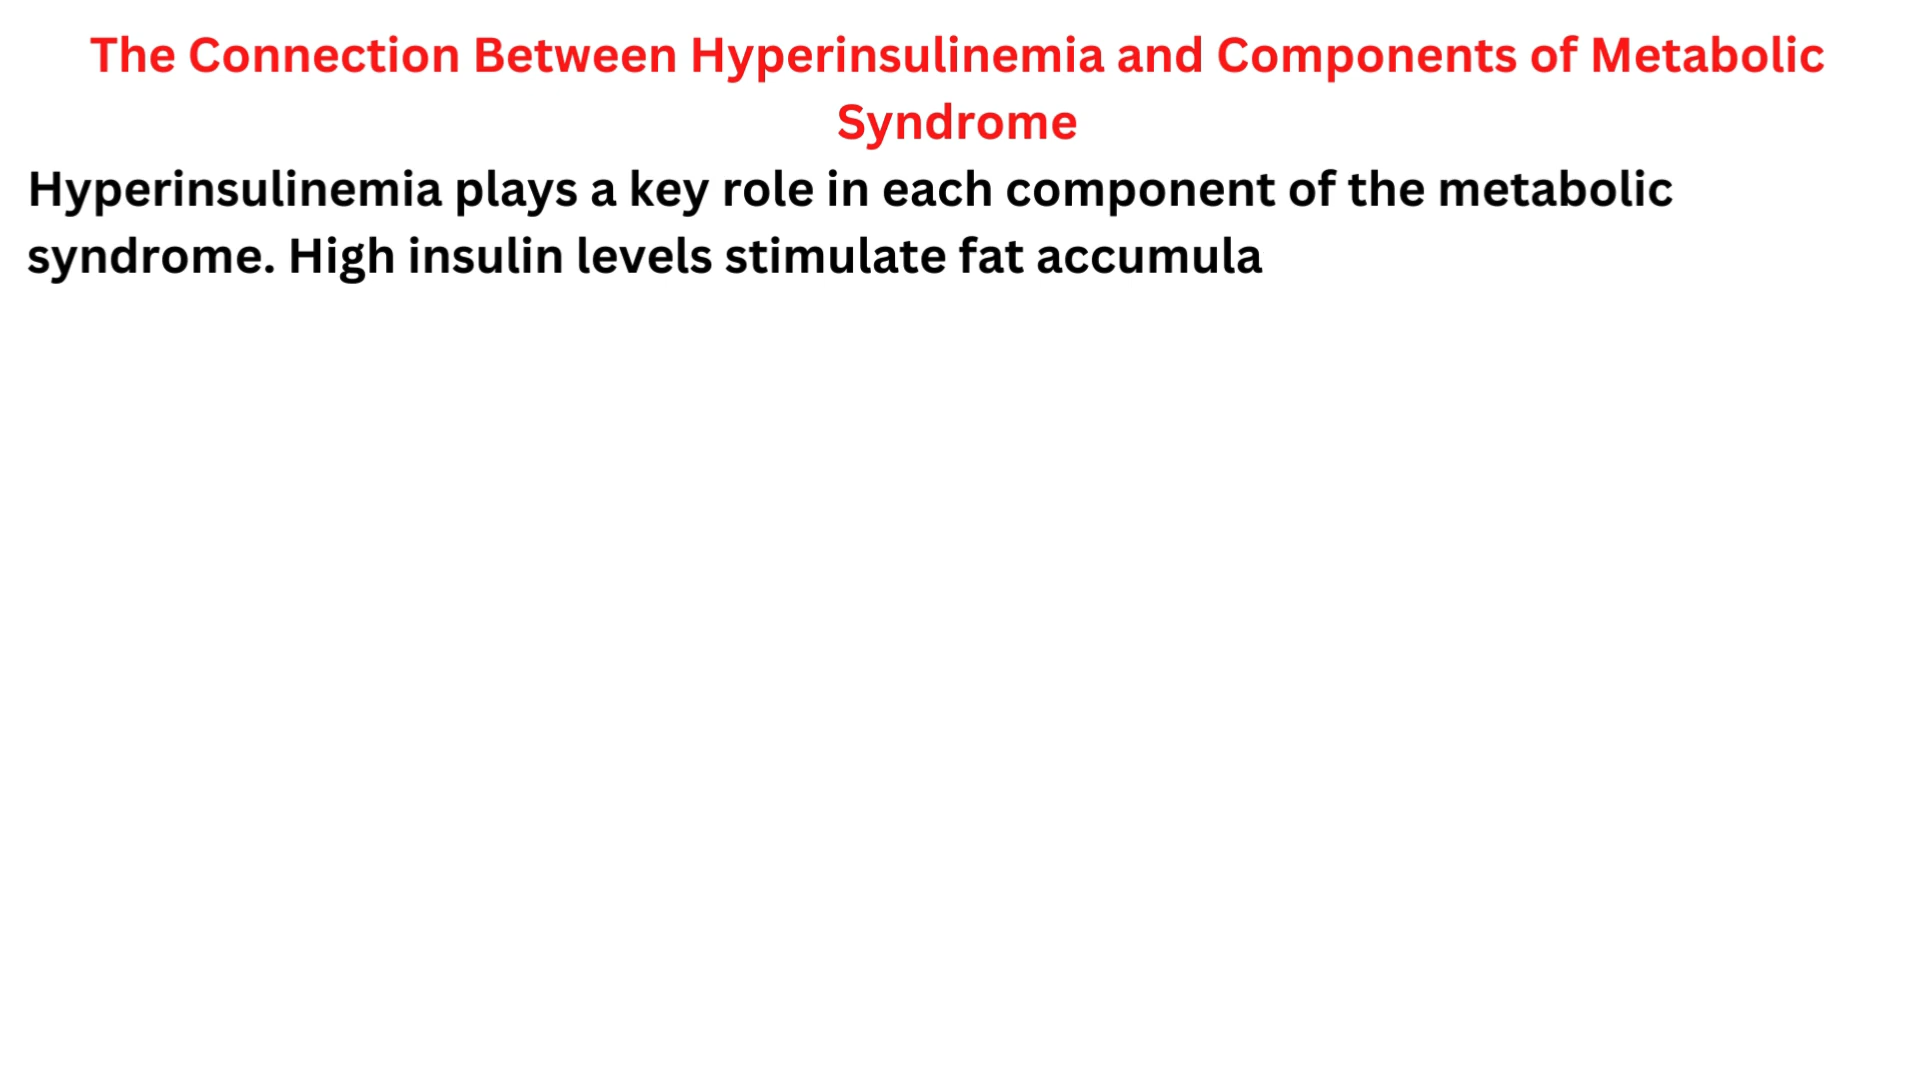 The Connection Between Hyperinsulinemia and Components of Metabolic
Syndrome
Hyperinsulinemia plays a key role in each component of the metabolic
syndrome. High insulin levels stimulate fat accumula